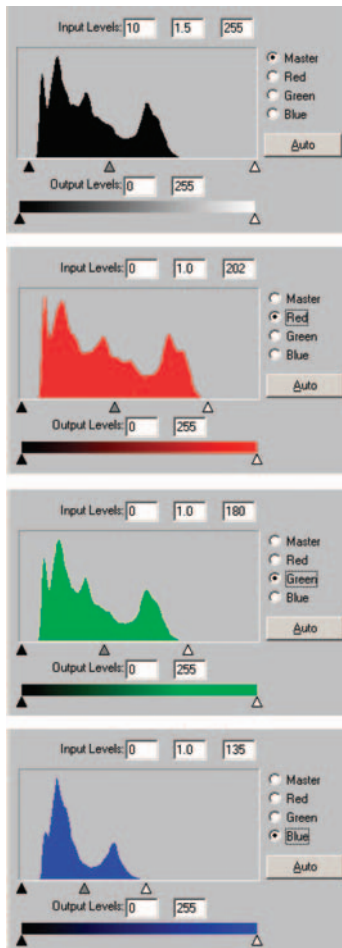 Input Levels: 10 1.5 255
Master
Red
Green
Blue
Auto
Output Levels: 0 255
Input Levels: 0 1.0 202
Master
Red
Green
Blue
Auto
Output Levels: 0 255
Input Levels: 0 1.0 180
Master
Red
Green
Blue
Auto
Output Levels: 0 255
Input Levels: 0 1.0 135
Master
Red
Green
Blue
Auto
Output Levels: 0 255